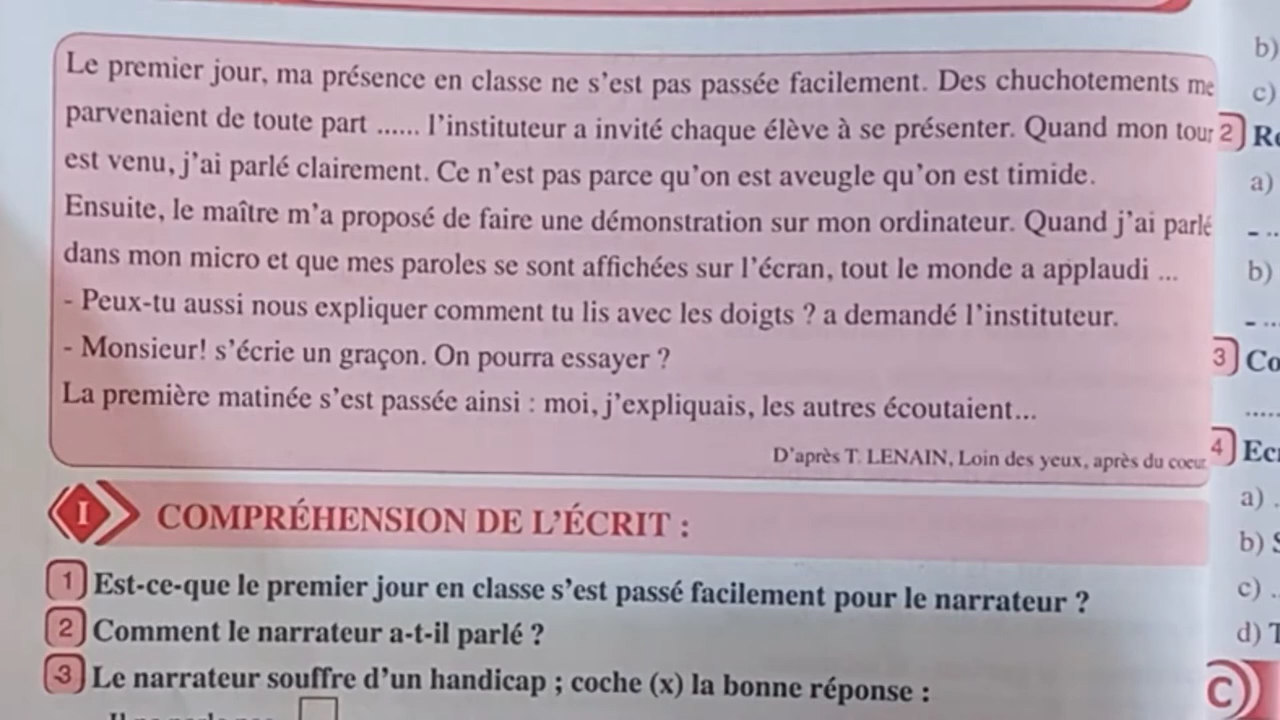 Le premier jour, ma présence en classe ne s'est pas passée facilement. Des chuchotements me
parvenaient de toute part ...... l'instituteur a invité chaque élève à se présenter. Quand mon tour
est venu, j'ai parlé clairement. Ce n'est pas parce qu'on est aveugle qu'on est timide.
Ensuite, le maître m'a proposé de faire une démonstration sur mon ordinateur. Quand j'ai parlé
dans mon micro et que mes paroles se sont affichées sur l'écran, tout le monde a applaudi ...
- Peux-tu aussi nous expliquer comment tu lis avec les doigts ? a demandé l'instituteur.
- Monsieur! s'écrie un graçon. On pourra essayer ?
La première matinée s'est passée ainsi : moi, j'expliquais, les autres écoutaient...
D'après T. LENAIN, Loin des yeux, après du coeur
I COMPRÉHENSION DE L'ÉCRIT :
1 Est-ce-que le premier jour en classe s'est passé facilement pour le narrateur ?
2 Comment le narrateur a-t-il parlé ?
3 Le narrateur souffre d'un handicap ; coche (x) la bonne réponse :
b)
c)
2
a)
- ..
b)
- ..
3 Co
.....
4
a) .
b)
c) ..
d)
C